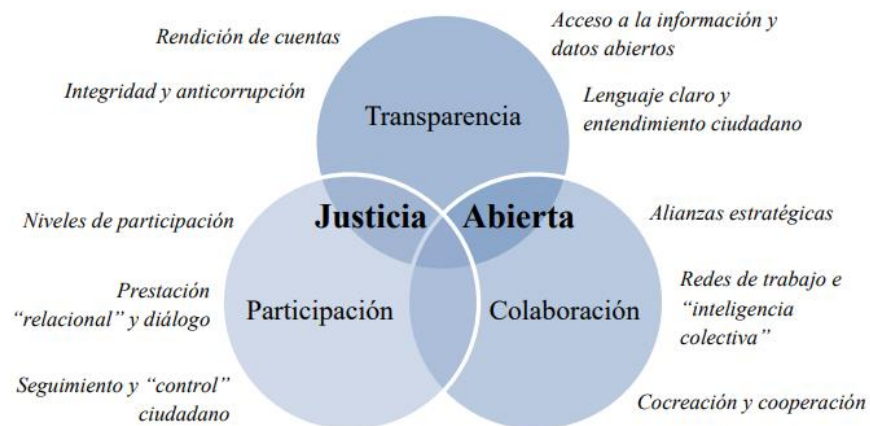 Rendición de cuentas
Acceso a la información y
datos abiertos
Integridad y anticorrupción
Lenguaje claro y
entendimiento ciudadano
Transparencia
Justicia Abierta
Niveles de participación
Alianzas estratégicas
Prestación
“relacional” y diálogo
Participación
Colaboración
Redes de trabajo e
“inteligencia
colectiva”
Seguimiento y “control”
ciudadano
Cocreación y cooperación